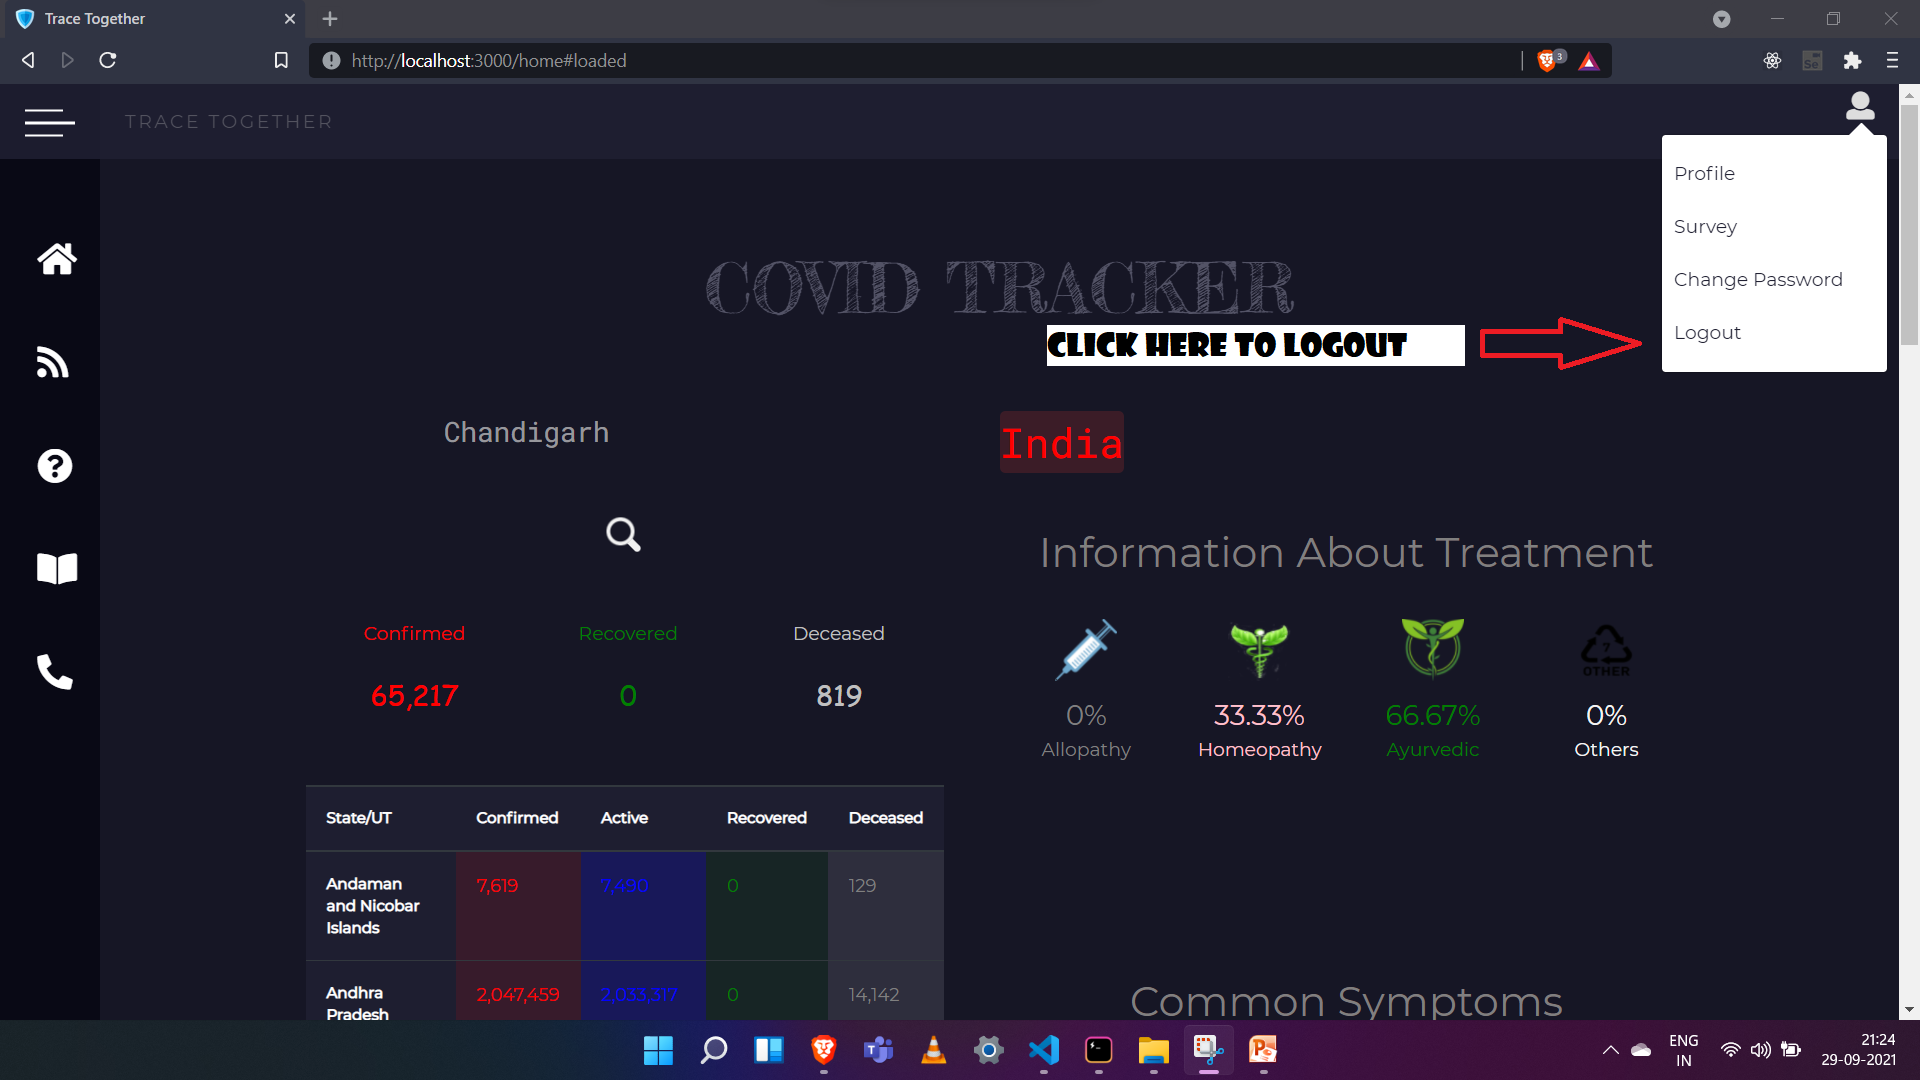 Trace Together
http://localhost:3000/home#loaded
3
Se
TRACE TOGETHER
Profile
Survey
Change Password
Logout
COVID TRACKER
CLICK HERE TO LOGOUT
Chandigarh
India
Information About Treatment
Confirmed
Recovered
Deceased
65,217
0
819
7
OTHER
0%
33.33%
66.67%
0%
Allopathy
Homeopathy
Ayurvedic
Others
State/UT Confirmed Active Recovered Deceased
Andaman
and Nicobar
Islands
7,619
7,490
0
129
Andhra
Pradesh
2,047,459
2,033,317
0
14,142
Common Symptoms
ENG
IN
21:24
29-09-2021